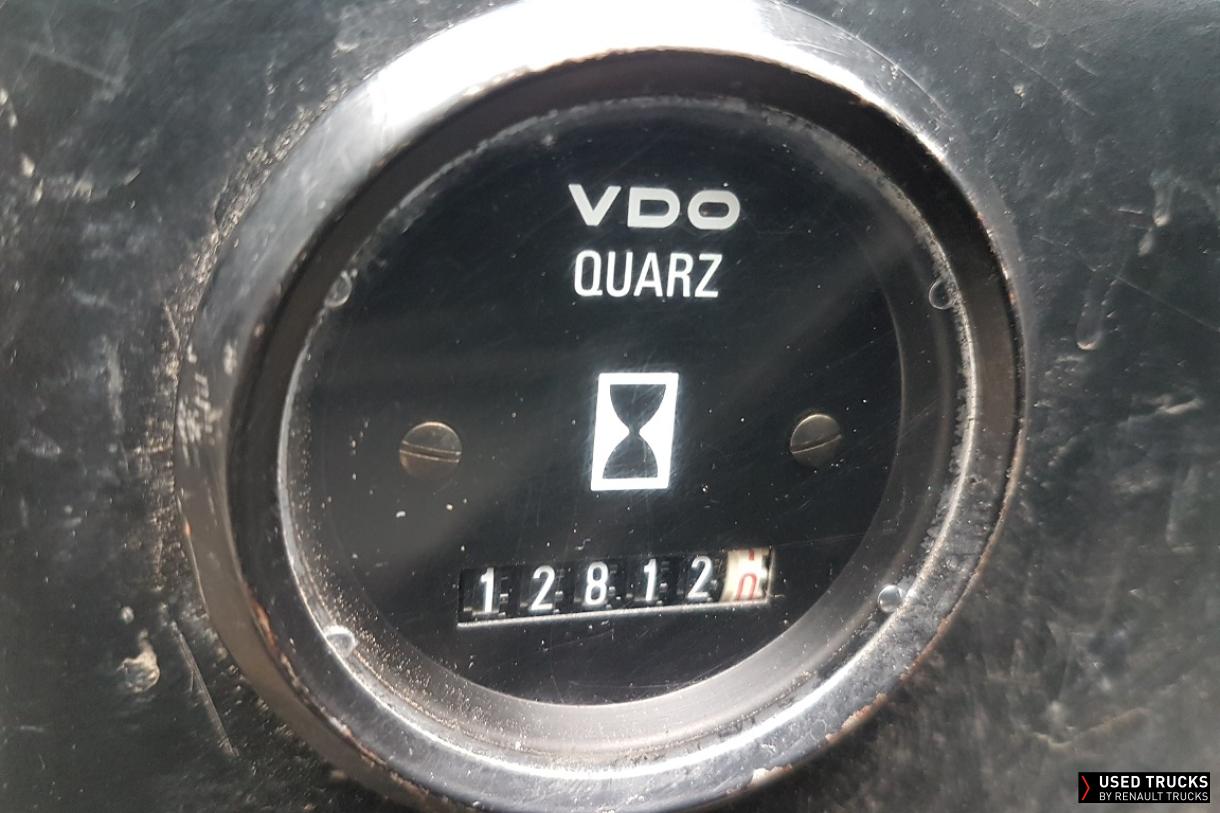 VDO
QUARZ
12812
USED TRUCKS
BY RENAULT TRUCKS